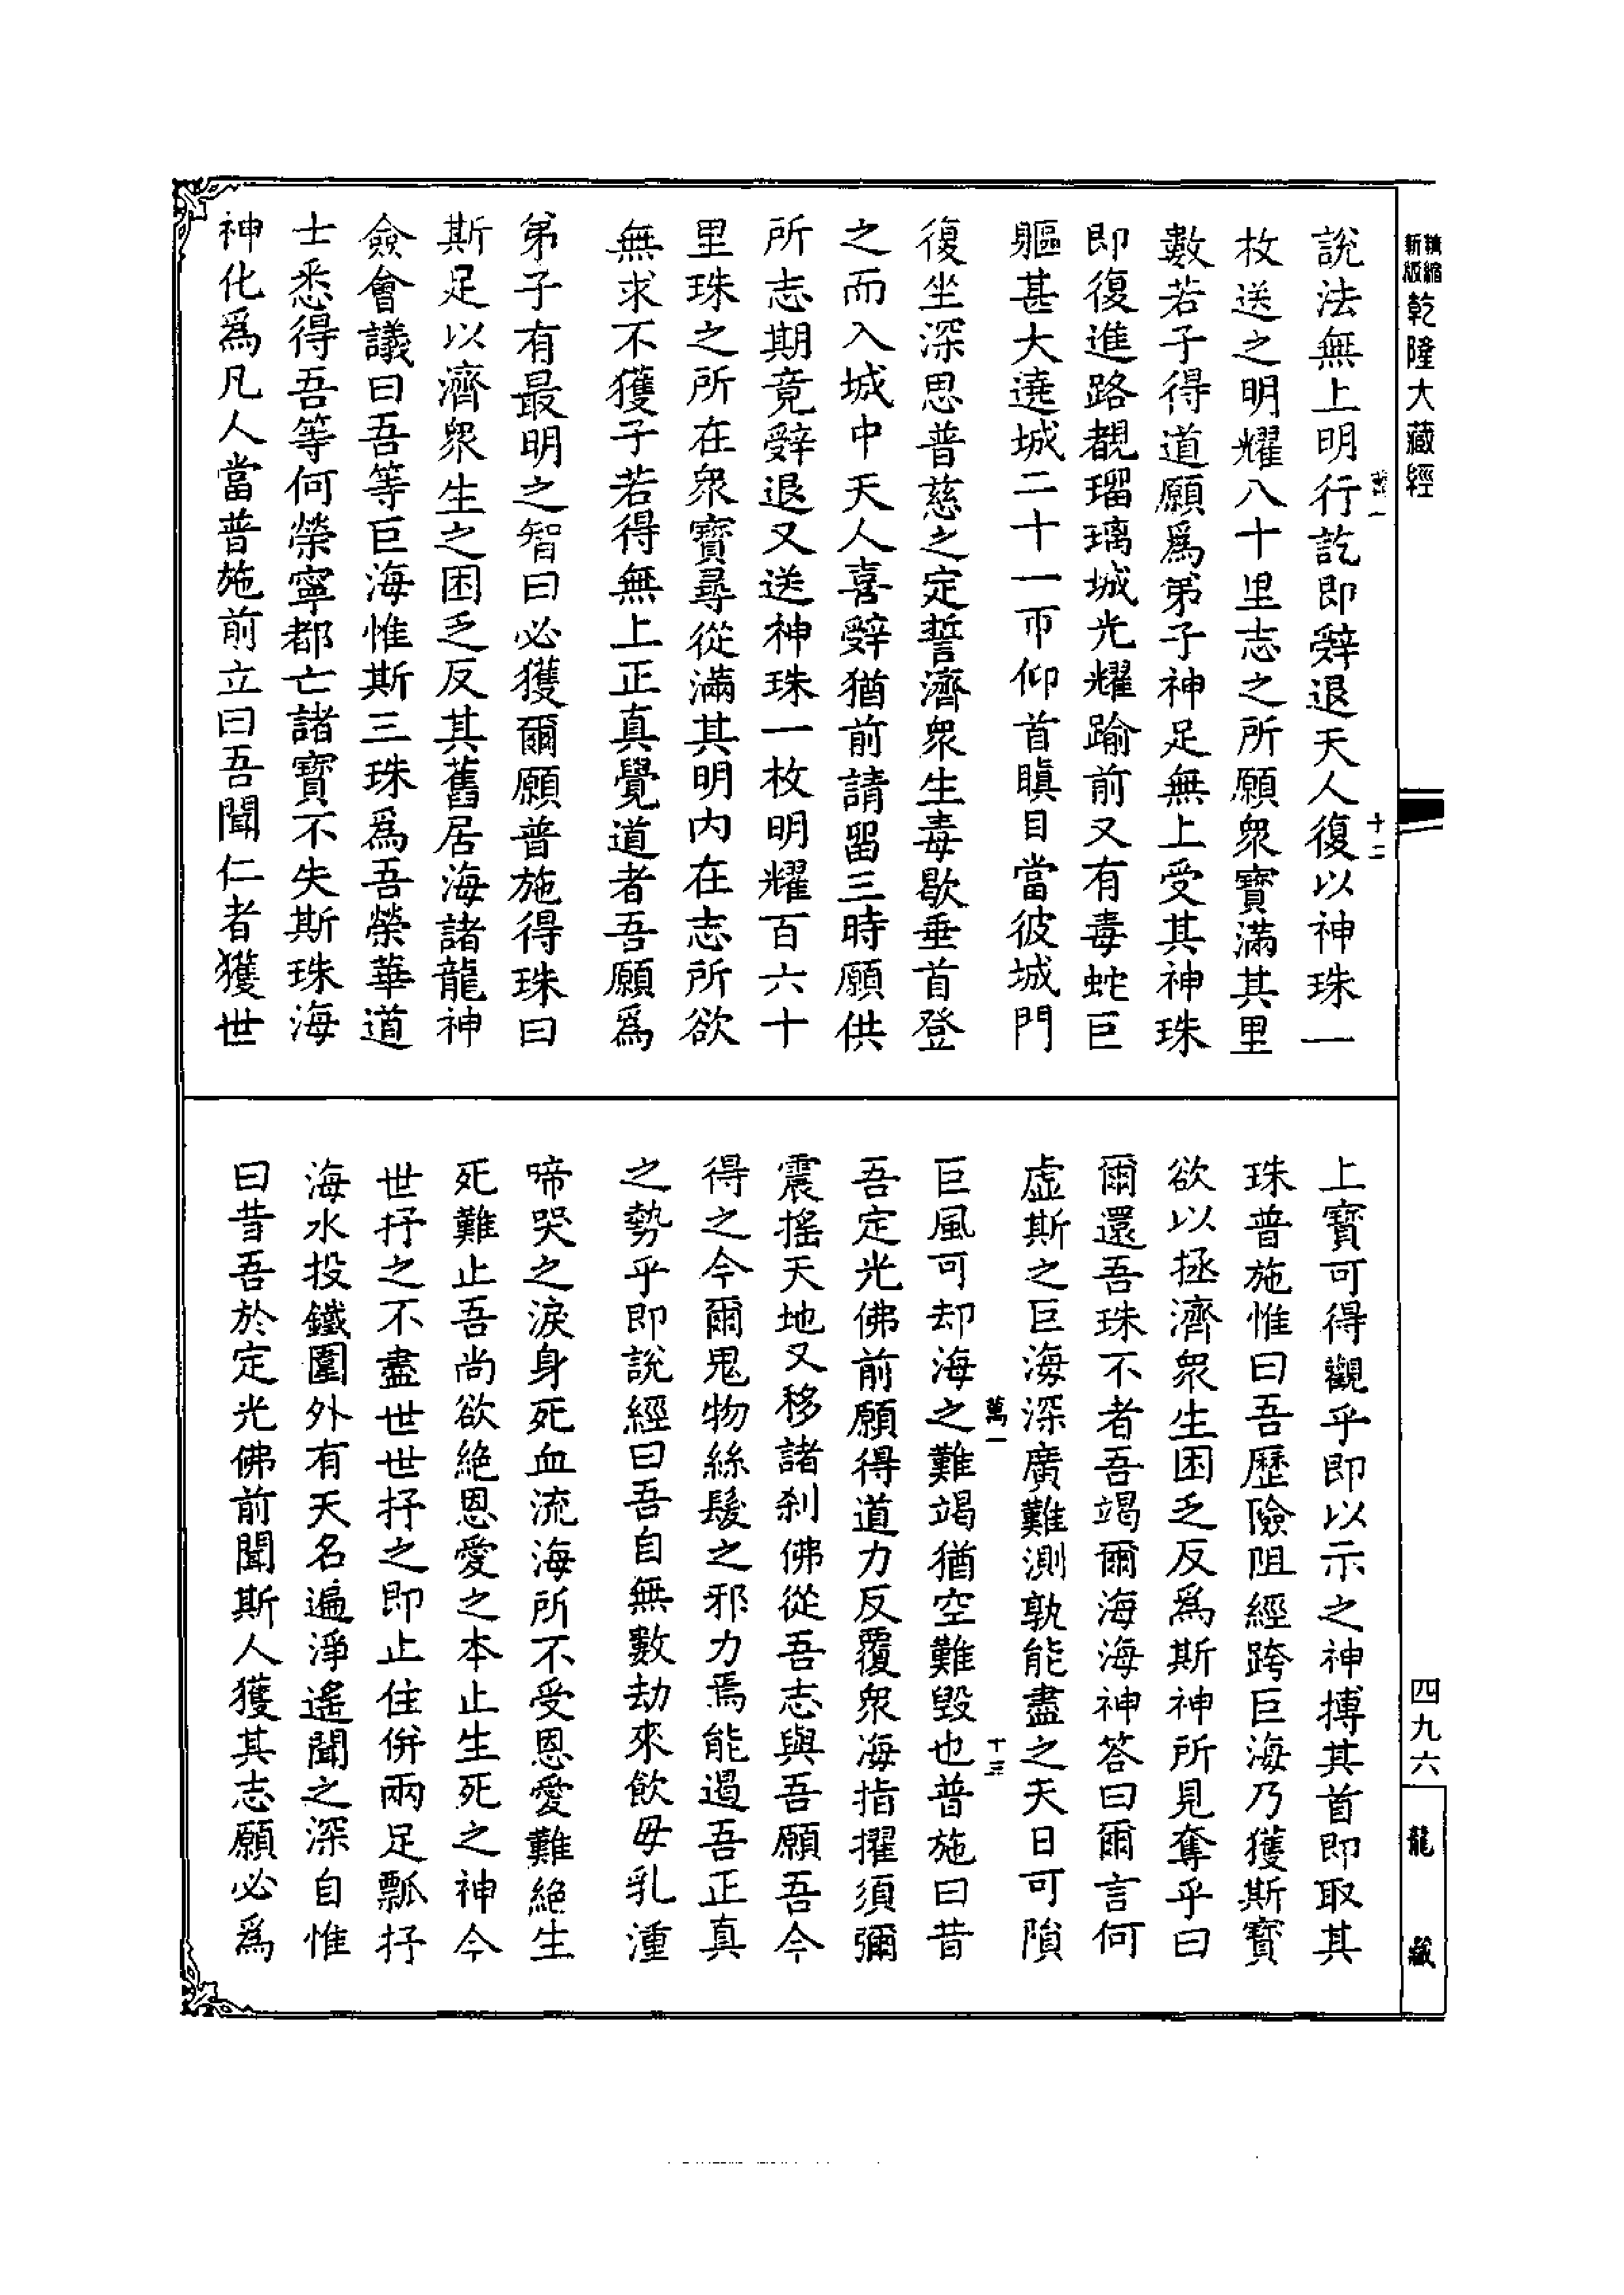 精縮新版乾隆大藏經
說法無上明行訖即辤退天人復以神珠一
枚送之明耀八十里志之所願衆寶滿其里
數若子得道願爲弟子神足無上受其神珠
即復進路覩瑠璃城光耀踰前又有毒蛇巨
軀甚大遶城二十一帀仰首瞋目當彼城門
復坐深思普慈之定誓濟衆生毒歇垂首登
之而入城中天人喜辤猶前請留三時願供
所志期竟辤退又送神珠一枚明耀百六十
里珠之所在衆寶尋從滿其明內在志所欲
無求不獲子若得無上正真覺道者吾願爲
弟子有最明之智曰必獲爾願普施得珠曰
斯足以濟衆生之困乏反其舊居海諸龍神
僉會議曰吾等巨海惟斯三珠爲吾榮華道
士悉得吾等何榮寧都亡諸寶不失斯珠海
神化爲凡人當普施前立曰吾聞仁者獲世
十二
上寶可得觀乎即以示之神搏其首即取其
珠普施惟曰吾歷險阻經跨巨海乃獲斯寶
欲以拯濟衆生困乏反爲斯神所見奪乎曰
爾還吾珠不者吾竭爾海海神答曰爾言何
虛斯之巨海深廣難測孰能盡之天日可隕
巨風可却海之難竭猶空難毀也普施曰昔
吾定光佛前願得道力反覆衆海指擢須彌
震搖天地又移諸刹佛從吾志與吾願吾今
得之今爾鬼物絲髮之邪力焉能遏吾正真
之勢乎即說經曰吾自無數劫來飲母乳湩
啼哭之淚身死血流海所不受恩愛難絕生
死難止吾尚欲絕恩愛之本止生死之神今
世抒之不盡世世抒之即止住併兩足瓢抒
海水投鐵圍外有天名遍淨遙聞之深自惟
曰昔吾於定光佛前聞斯人獲其志願必爲
萬一
十三
四九六
龍藏